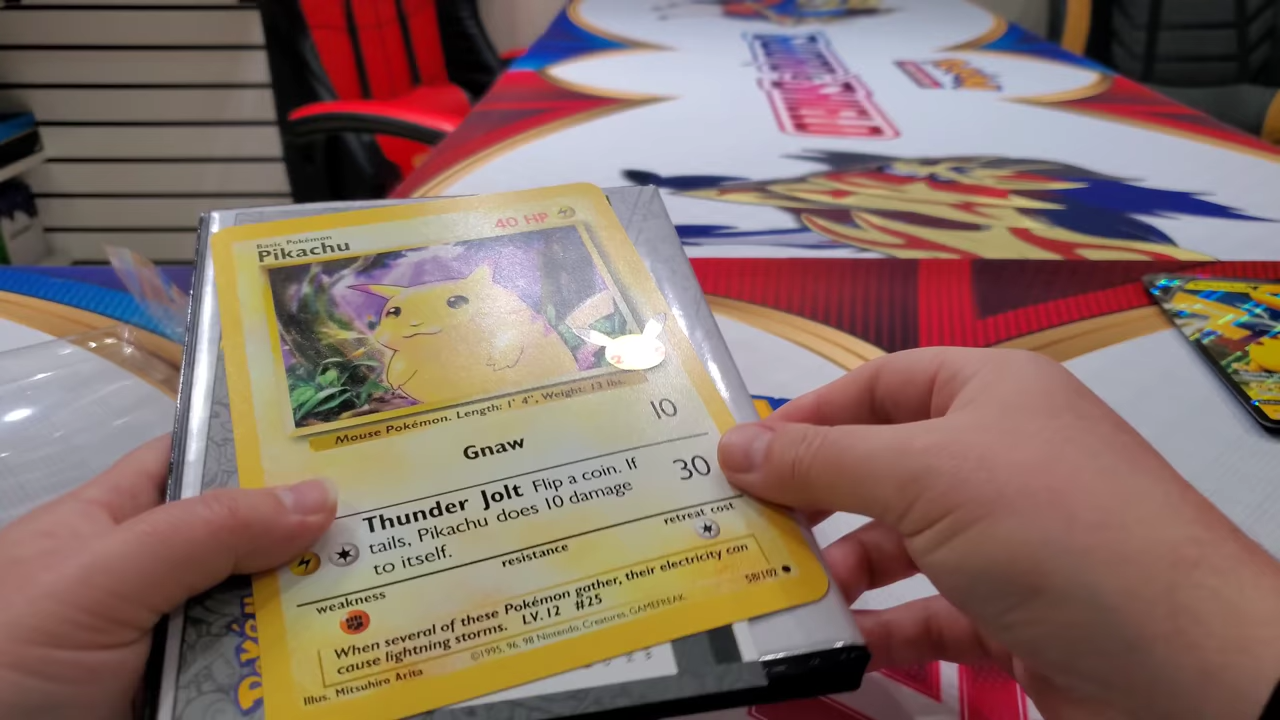 Basic Pokémon
Pikachu
40 HP
Mouse Pokémon. Length: 1' 4", Weight: 13 lbs.
Gnaw
10
Thunder Jolt Flip a coin. If
tails, Pikachu does 10 damage
to itself.
30
weakness
resistance
retreat cost
When several of these Pokémon gather, their electricity can
cause lightning storms. LV. 12 #25
Illus. Mitsuhiro Arita
©1995, 96, 98 Nintendo, Creatures, GAMEFREAK.
58/102